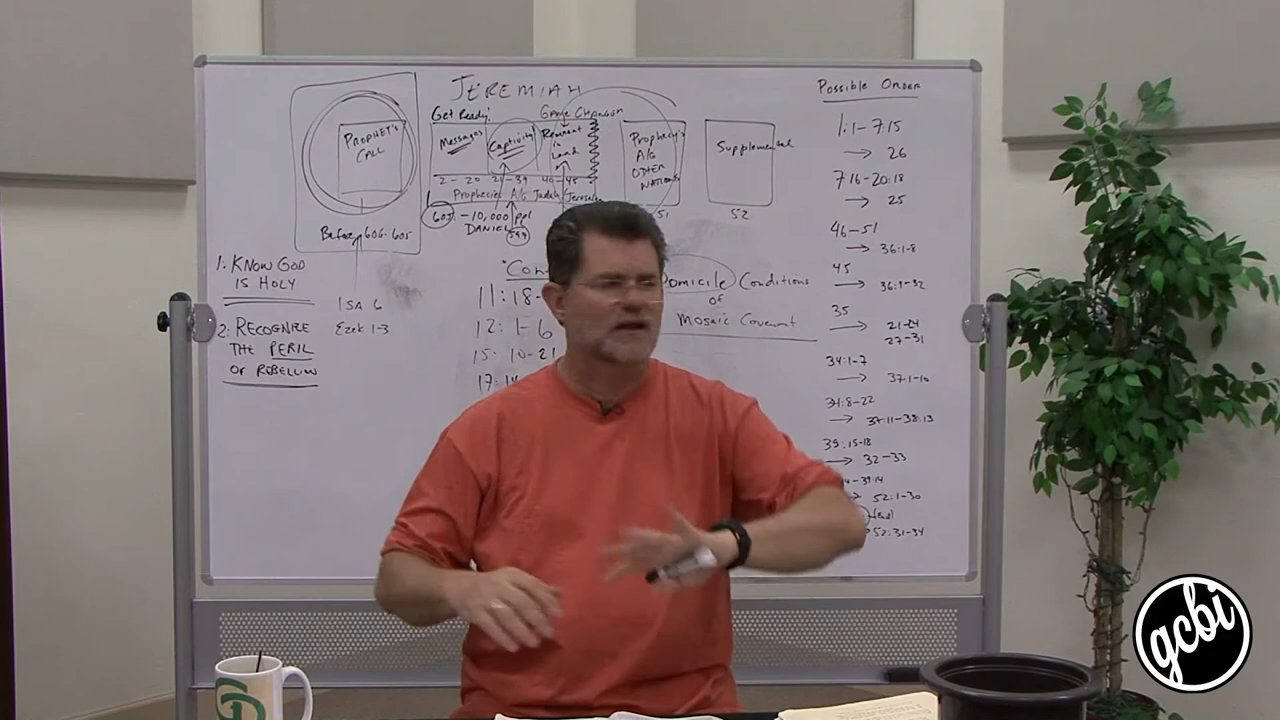 JEREMIAH
PROPHET'S
CALL
Before 606-605
ISA 6
Ezek 1-3
1. KNOW GOD
IS HOLY
2. RECOGNIZE
THE PERIL
OF REBELLION
Get Ready!
Game Changer
Messages
Captivity
Remnant
in
Land
2-20
40-45
Prophecies A/G Judah/Jerusalem
605 -10,000 ppl
DANIEL
Prophecy's
A/G
OTHER
NATIONS
51
Supplemental
52
"Con
Domicile Conditions
of
Mosaic Covenant
11:18-
12:1-6
15:10-21
17:14
Possible Order
1:1-7:15
→ 26
7:16-20:18
→ 25
46-51
→ 36:1-8
45
→ 36:9-32
35
→ 21-24
27-31
34:1-7
→ 37:1-10
34:8-22
→ 37:11-38:13
39:15-18
→ 32-33
14-39:14
52:1-30
52:31-34
gcbi